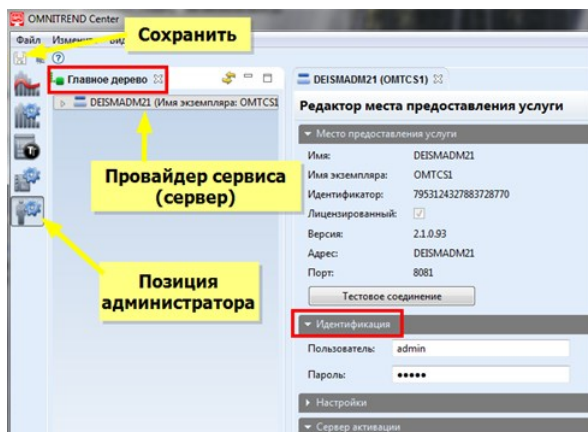 OMNITREND Center
Файл Изменить
Сохранить
Главное дерево
DEISMADM21 (OMTCS1)
DEISMADM21 (Имя экземпляра: OMTCS1
Редактор места предоставления услуги
Место предоставления услуги
Имя: DEISMADM21
Имя экземпляра: OMTCS1
Идентификатор: 7953124327883728770
Лицензированный:
Версия: 2.1.0.93
Адрес: DEISMADM21
Порт: 8081
Тестовое соединение
Провайдер сервиса
(сервер)
Позиция
администратора
Идентификация
Пользователь: admin
Пароль: •••••
Настройки
Сервер активации